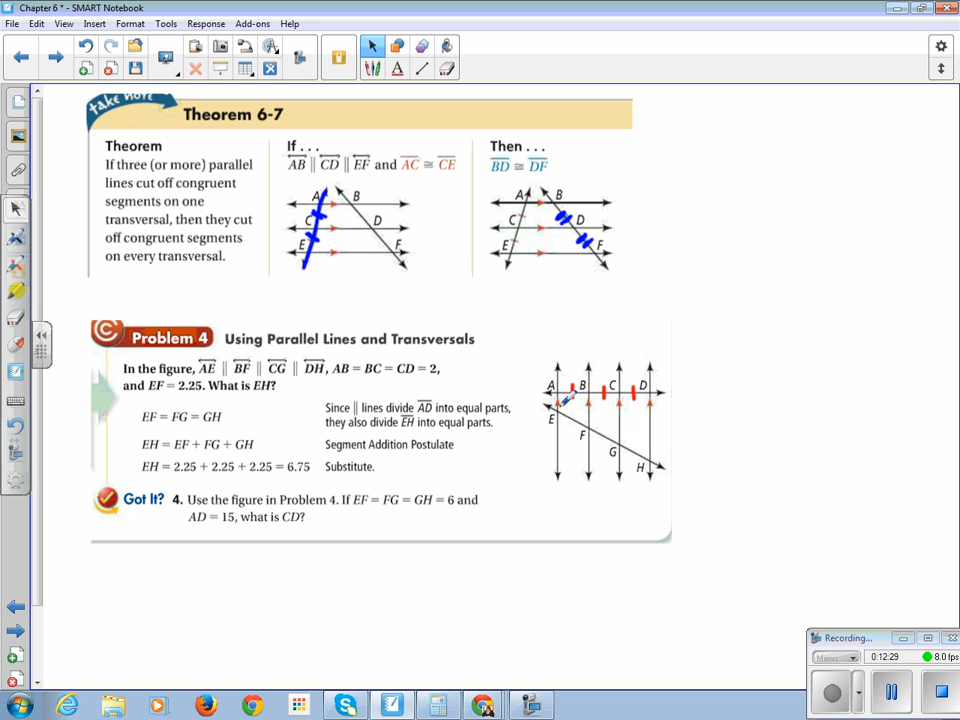 Chapter 6 * - SMART Notebook
File Edit View Insert Format Tools Response Add-ons Help
take note
Theorem 6-7
Theorem
If three (or more) parallel
lines cut off congruent
segments on one
transversal, then they cut
off congruent segments
on every transversal.
If . . .
AB ∥ CD ∥ EF and AC ≅ CE
A B
C D
E F
Then . . .
BD ≅ DF
A B
C D
E F
Problem 4 Using Parallel Lines and Transversals
In the figure, AE ∥ BF ∥ CG ∥ DH, AB = BC = CD = 2,
and EF = 2.25. What is EH?
EF = FG = GH Since ∥ lines divide AD into equal parts,
they also divide EH into equal parts.
EH = EF + FG + GH Segment Addition Postulate
EH = 2.25 + 2.25 + 2.25 = 6.75 Substitute.
A B C D
E
F
G
H
Got It? 4. Use the figure in Problem 4. If EF = FG = GH = 6 and
AD = 15, what is CD?
Recording...
Menu 0:12:29 8.0 fps